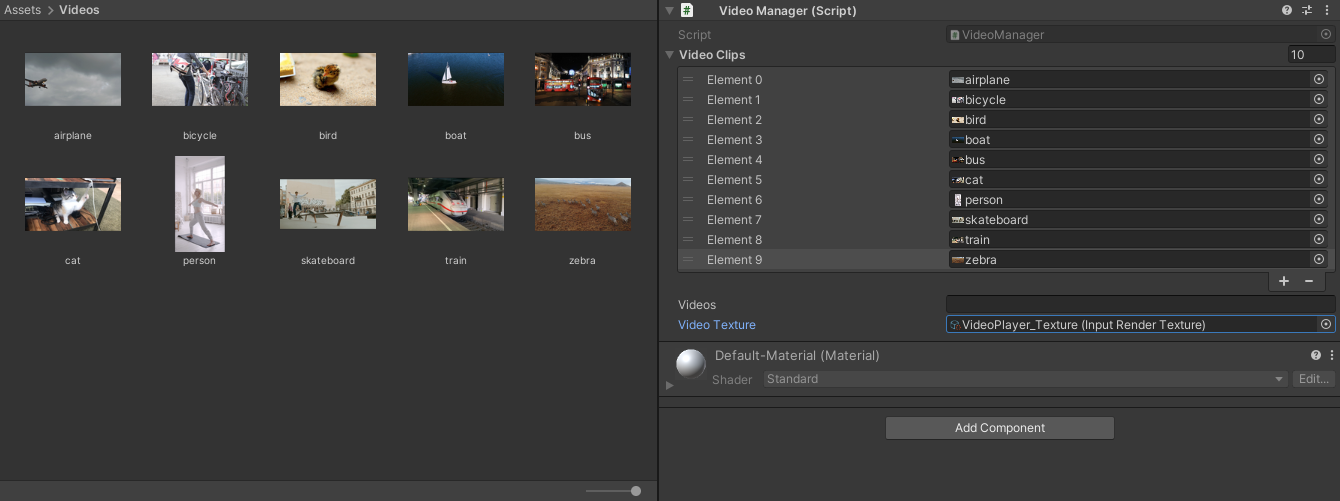 Assets > Videos
airplane
bicycle
bird
boat
bus
cat
person
skateboard
train
zebra
# Video Manager (Script)
Script VideoManager
Video Clips 10
Element 0 airplane
Element 1 bicycle
Element 2 bird
Element 3 boat
Element 4 bus
Element 5 cat
Element 6 person
Element 7 skateboard
Element 8 train
Element 9 zebra
+ −
Videos
Video Texture VideoPlayer_Texture (Input Render Texture)
Default-Material (Material)
Shader Standard Edit...
Add Component